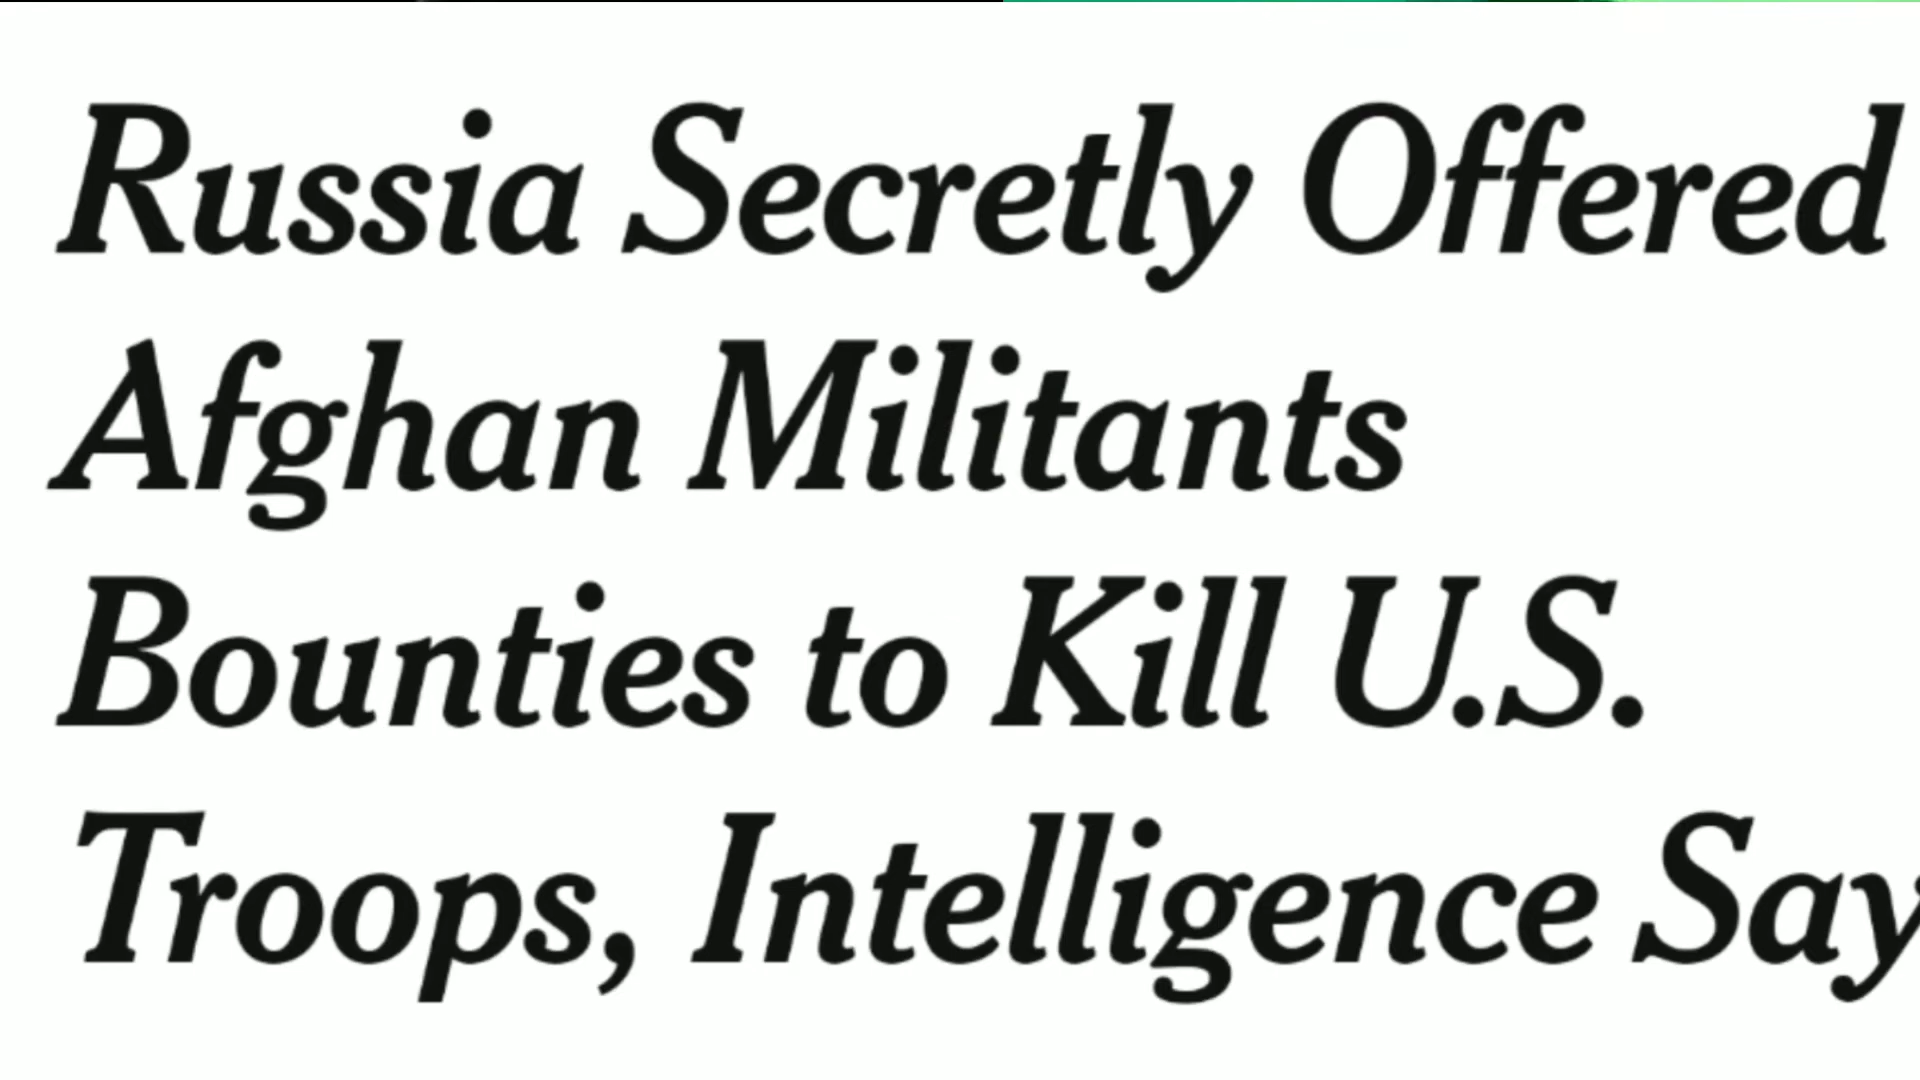 Russia Secretly Offered
Afghan Militants
Bounties to Kill U.S.
Troops, Intelligence Say